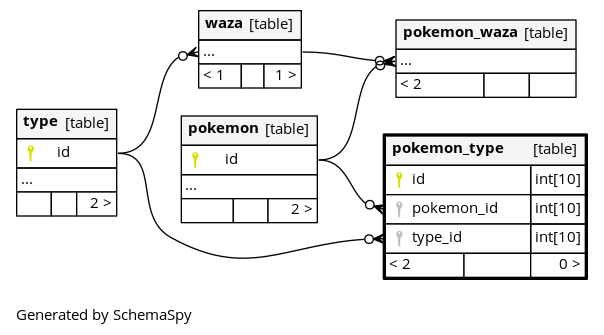 waza [table]
...
< 1 1 >
pokemon_waza [table]
...
< 2
type [table]
id
...
2 >
pokemon [table]
id
...
2 >
pokemon_type [table]
id int[10]
pokemon_id int[10]
type_id int[10]
< 2 0 >
Generated by SchemaSpy